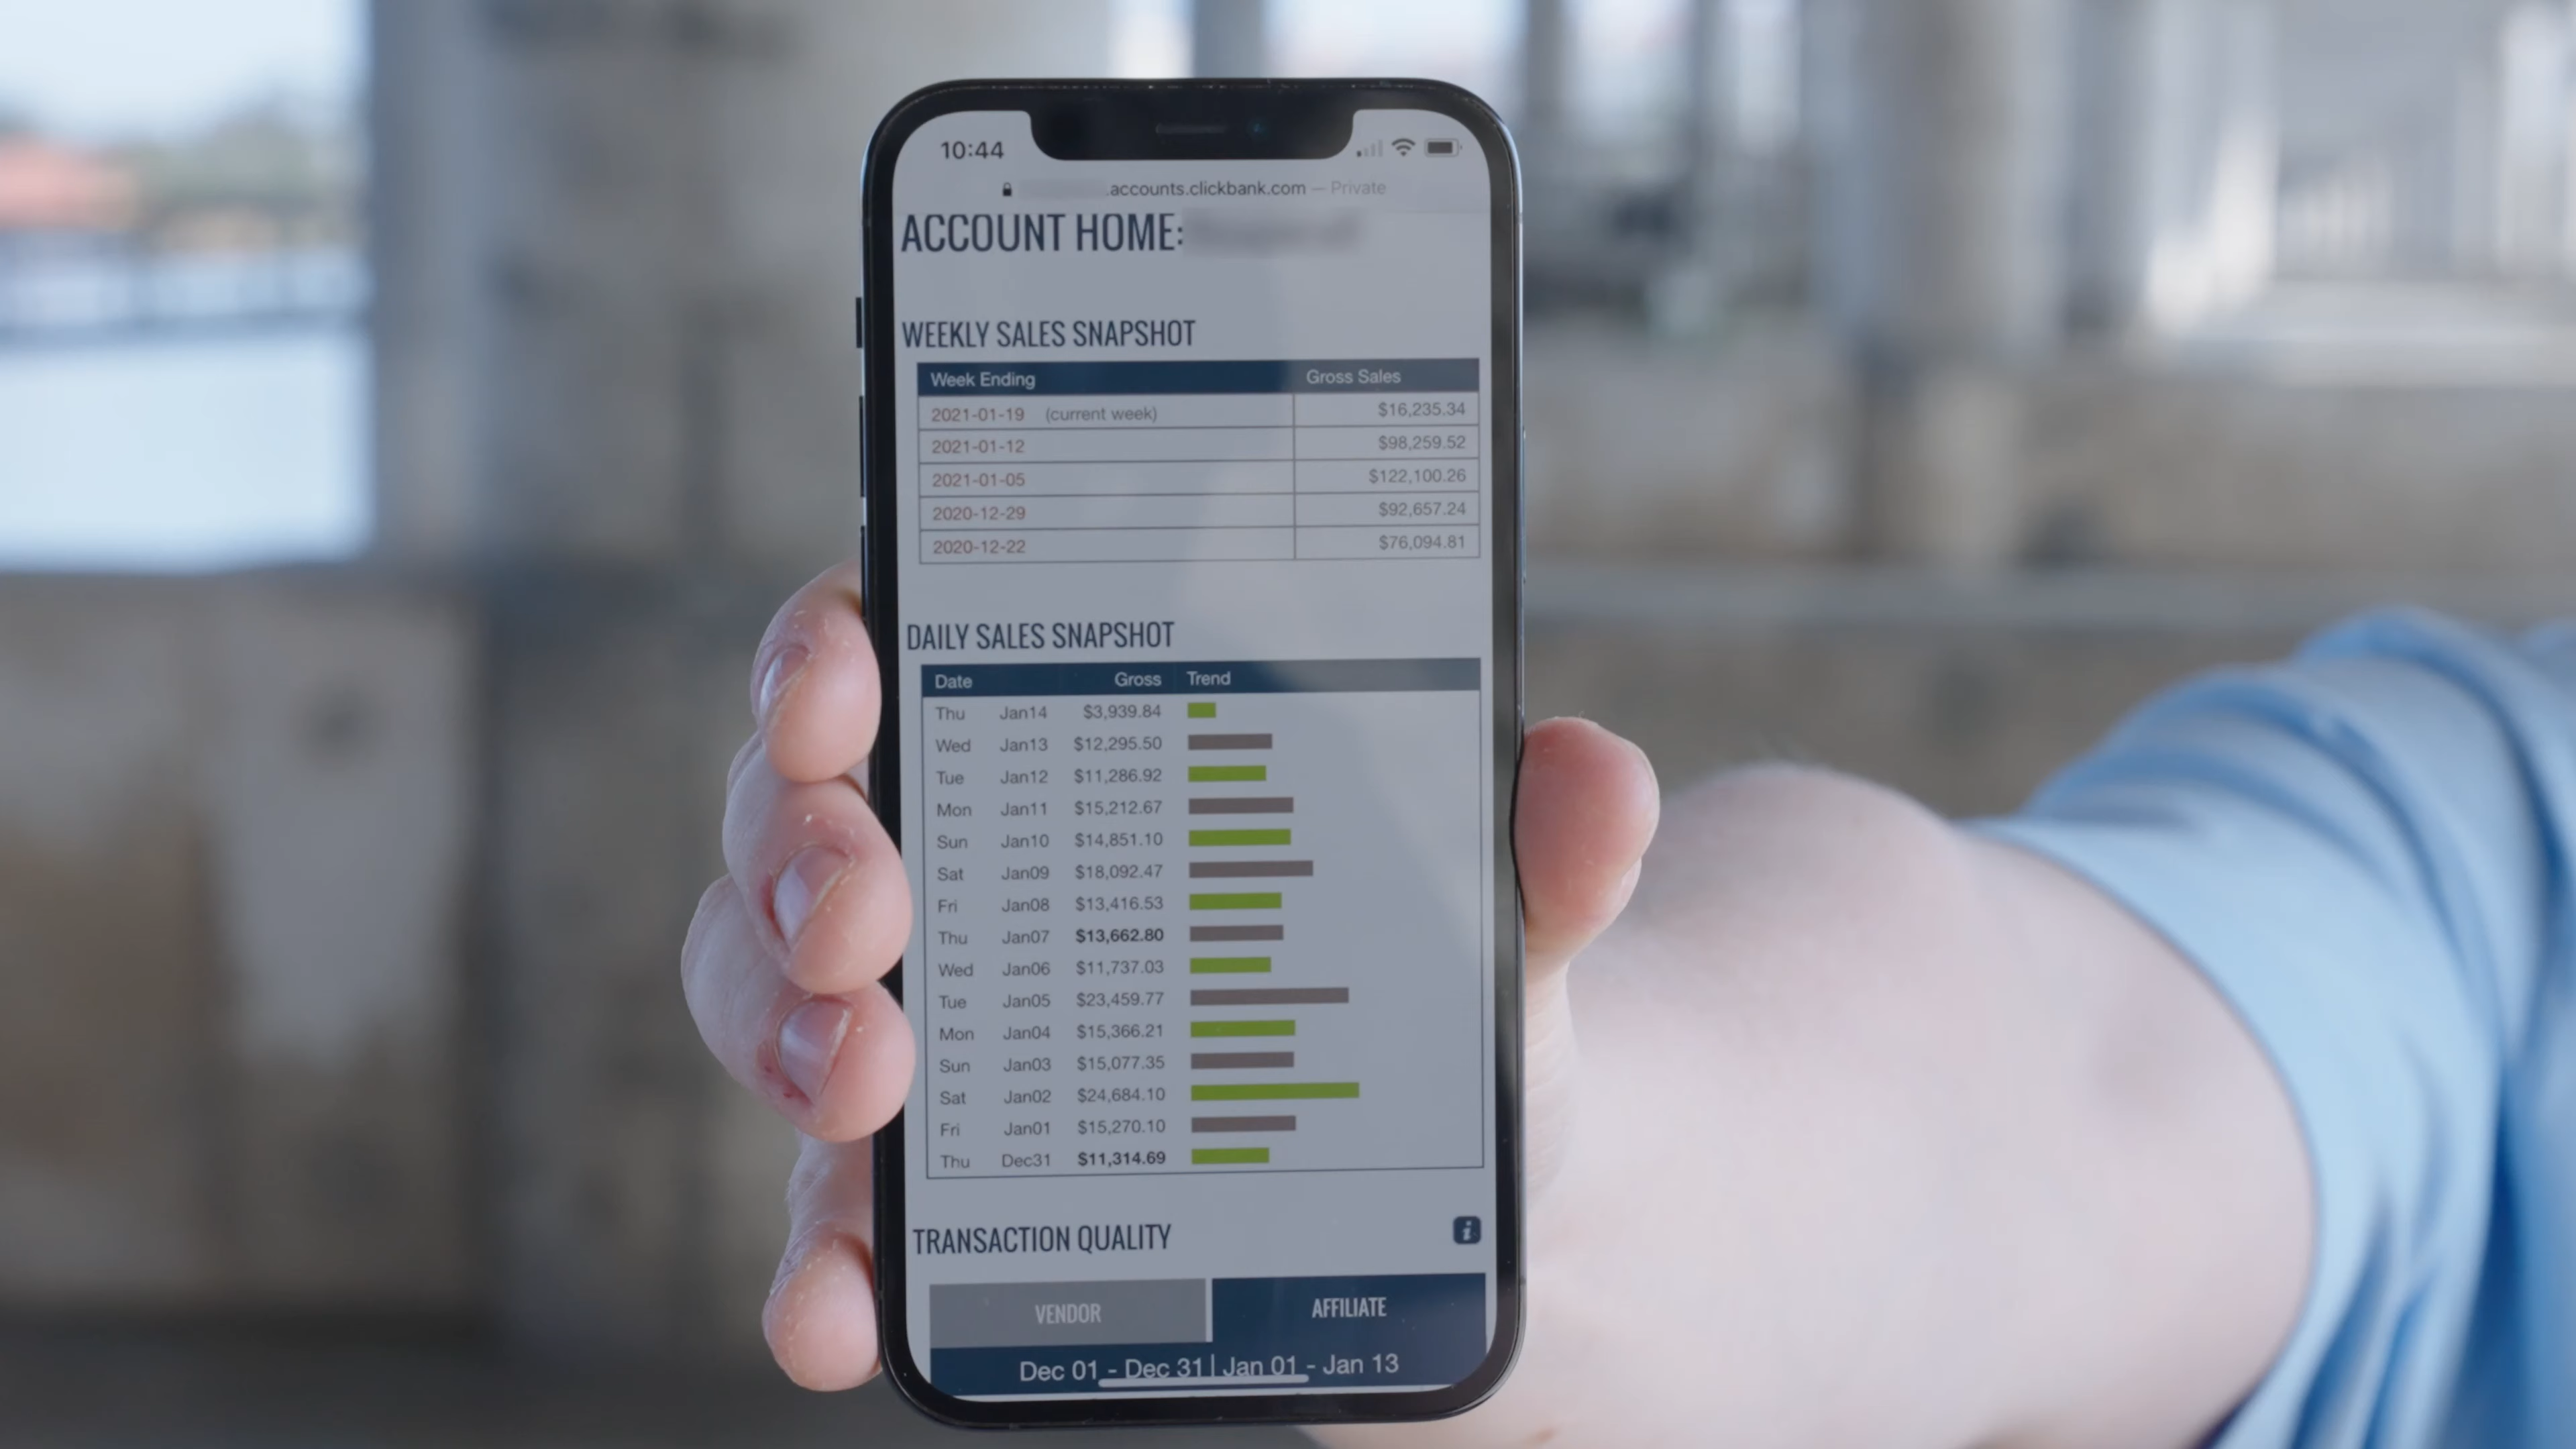 10:44
.accounts.clickbank.com — Private
ACCOUNT HOME:
WEEKLY SALES SNAPSHOT
Week Ending Gross Sales
2021-01-19 (current week) $16,235.34
2021-01-12 $98,259.52
2021-01-05 $122,100.26
2020-12-29 $92,657.24
2020-12-22 $76,094.81
DAILY SALES SNAPSHOT
Date Gross Trend
Thu Jan14 $3,939.84
Wed Jan13 $12,295.50
Tue Jan12 $11,286.92
Mon Jan11 $15,212.67
Sun Jan10 $14,851.10
Sat Jan09 $18,092.47
Fri Jan08 $13,416.53
Thu Jan07 $13,662.80
Wed Jan06 $11,737.03
Tue Jan05 $23,459.77
Mon Jan04 $15,366.21
Sun Jan03 $15,077.35
Sat Jan02 $24,684.10
Fri Jan01 $15,270.10
Thu Dec31 $11,314.69
TRANSACTION QUALITY i
VENDOR AFFILIATE
Dec 01 - Dec 31 | Jan 01 - Jan 13